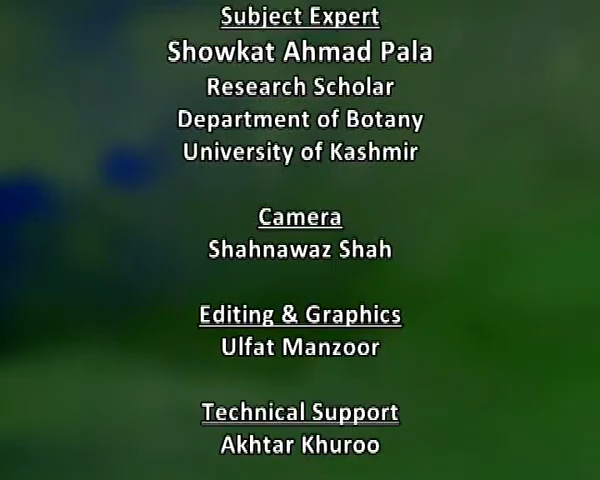 Subject Expert
Showkat Ahmad Pala
Research Scholar
Department of Botany
University of Kashmir
Camera
Shahnawaz Shah
Editing & Graphics
Ulfat Manzoor
Technical Support
Akhtar Khuroo